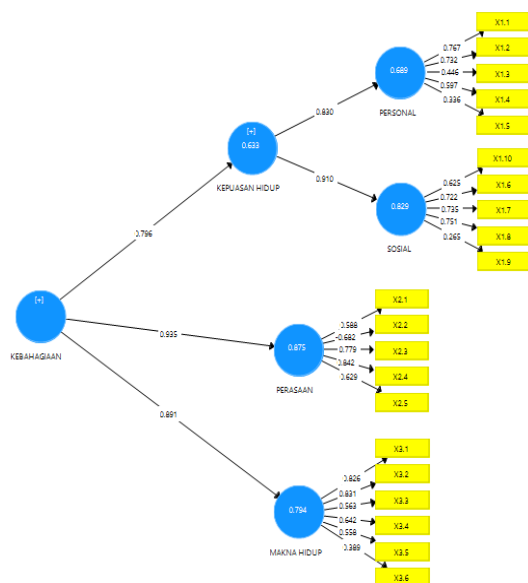 X1.1
0.767
X1.2
0.732
0.689
0.446
X1.3
0.597
X1.4
0.336
0.830
PERSONAL
X1.5
[+]
0.633
X1.10
0.625
0.910
X1.6
KEPUASAN HIDUP
0.722
0.829
0.735
X1.7
0.751
0.796
X1.8
SOSIAL
0.265
X1.9
[+]
X2.1
0.588
X2.2
0.935
-0.682
0.875
0.779
X2.3
KEBAHAGIAAN
0.842
X2.4
PERASAAN
0.629
X2.5
0.891
X3.1
0.826
X3.2
0.831
0.794
0.563
X3.3
0.642
X3.4
0.558
MAKNA HIDUP
0.389
X3.5
X3.6